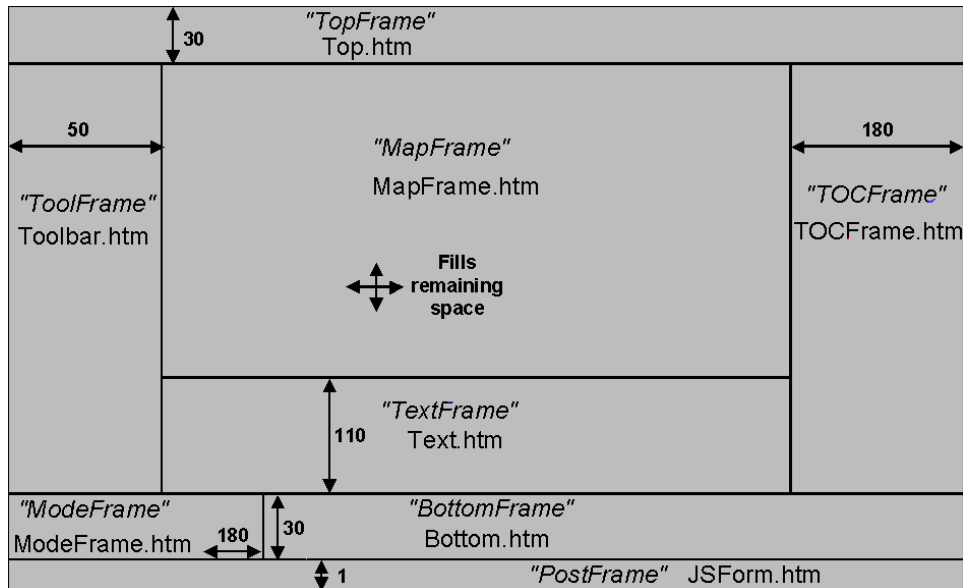 "TopFrame"
30
Top.htm
50
180
"MapFrame"
MapFrame.htm
"ToolFrame"
Toolbar.htm
"TOCFrame"
TOCFrame.htm
Fills
remaining
space
"TextFrame"
110
Text.htm
"ModeFrame"
ModeFrame.htm
180
30
"BottomFrame"
Bottom.htm
1
"PostFrame" JSForm.htm